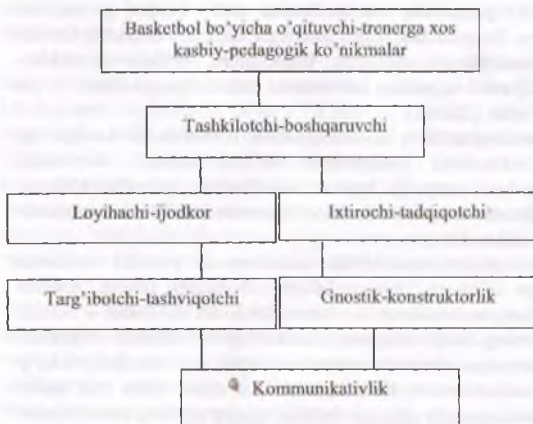 Basketbol bo’yicha o’qituvchi-trenerga xos
kasbiy-pedagogik ko’nikmalar
Tashkilotchi-boshqaruvchi
Loyihachi-ijodkor
Ixtirochi-tadqiqotchi
Targ’ibotchi-tashviqotchi
Gnostik-konstruktorlik
Kommunikativlik